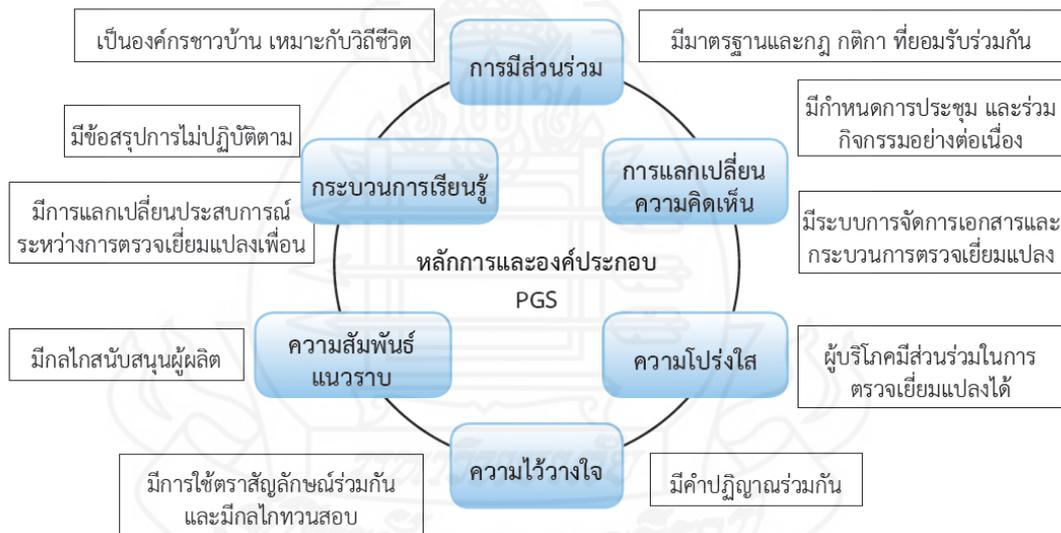 เป็นองค์กรชาวบ้าน เหมาะกับวิถีชีวิต
การมีส่วนร่วม
มีมาตรฐานและกฎ กติกา ที่ยอมรับร่วมกัน
มีข้อสรุปการไม่ปฏิบัติตาม
กระบวนการเรียนรู้
การแลกเปลี่ยน
ความคิดเห็น
มีกำหนดการประชุม และร่วม
กิจกรรมอย่างต่อเนื่อง
มีการแลกเปลี่ยนประสบการณ์
ระหว่างการตรวจเยี่ยมแปลงเพื่อน
หลักการและองค์ประกอบ
PGS
มีระบบการจัดการเอกสารและ
กระบวนการตรวจเยี่ยมแปลง
มีกลไกสนับสนุนผู้ผลิต
ความสัมพันธ์
แนวราบ
ความโปร่งใส
ผู้บริโภคมีส่วนร่วมในการ
ตรวจเยี่ยมแปลงได้
มีการใช้ตราสัญลักษณ์ร่วมกัน
และมีกลไกทวนสอบ
ความไว้วางใจ
มีคำปฏิญาณร่วมกัน